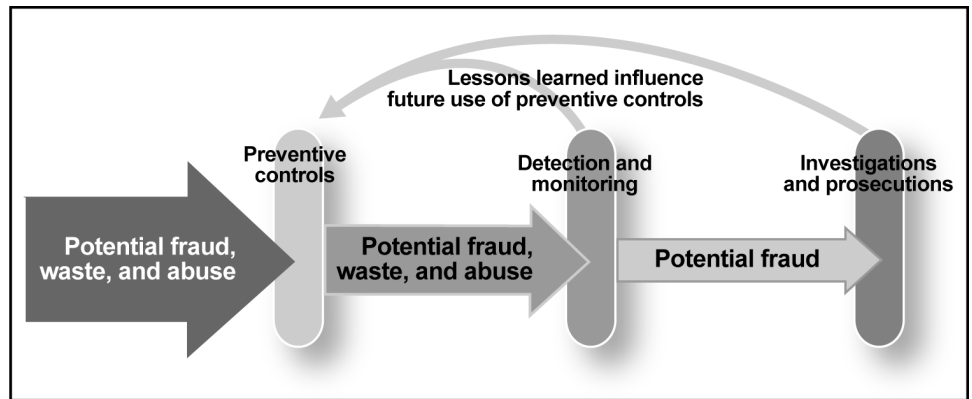 Lessons learned influence
future use of preventive controls
Preventive
controls
Detection and
monitoring
Investigations
and prosecutions
Potential fraud,
waste, and abuse
Potential fraud,
waste, and abuse
Potential fraud